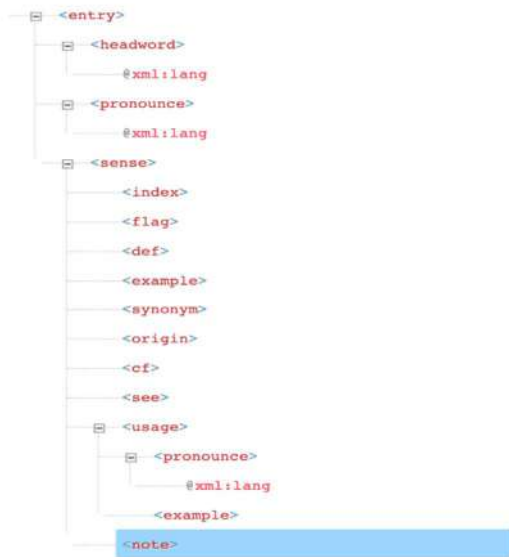 <entry>
<headword>
@xml:lang
<pronounce>
@xml:lang
<sense>
<index>
<flag>
<def>
<example>
<synonym>
<origin>
<cf>
<see>
<usage>
<pronounce>
@xml:lang
<example>
<note>